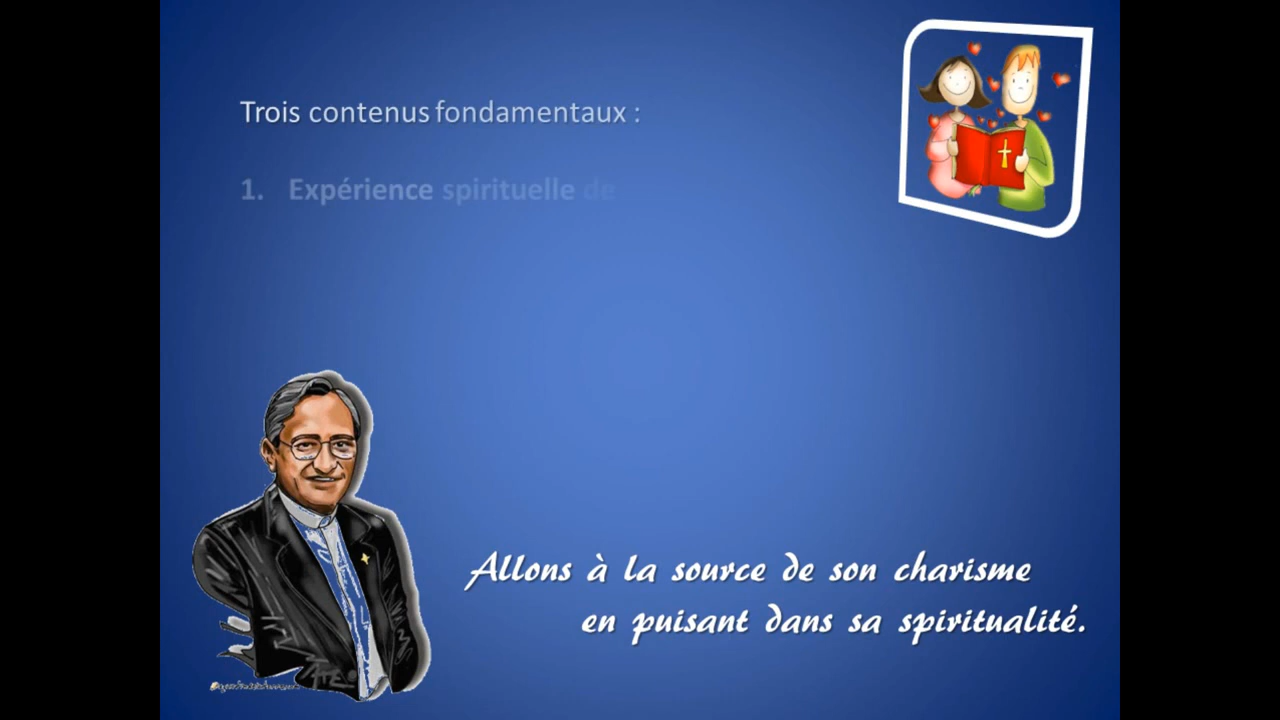 Trois contenus fondamentaux :
1. Expérience spirituelle de
Allons à la source de son charisme
en puisant dans sa spiritualité.